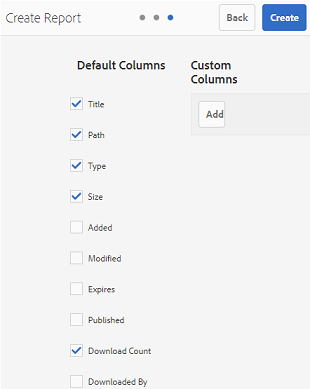 Create Report
Back
Create
Default Columns
Custom
Columns
Title
Add
Path
Type
Size
Added
Modified
Expires
Published
Download Count
Downloaded By